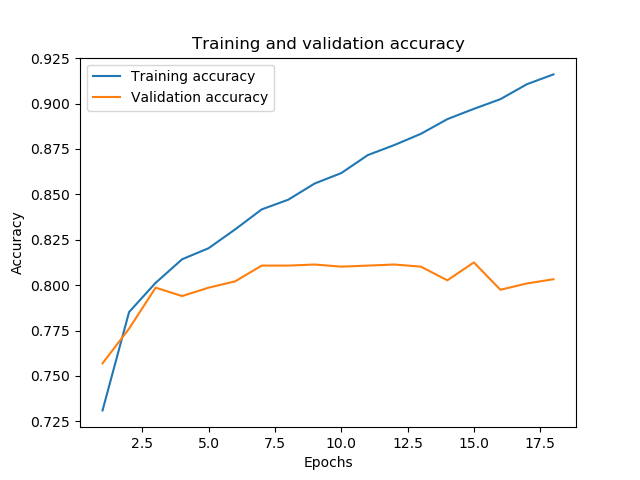 Training and validation accuracy
Training accuracy
Validation accuracy
0.925
0.900
0.875
0.850
0.825
0.800
0.775
0.750
0.725
Accuracy
2.5 5.0 7.5 10.0 12.5 15.0 17.5
Epochs